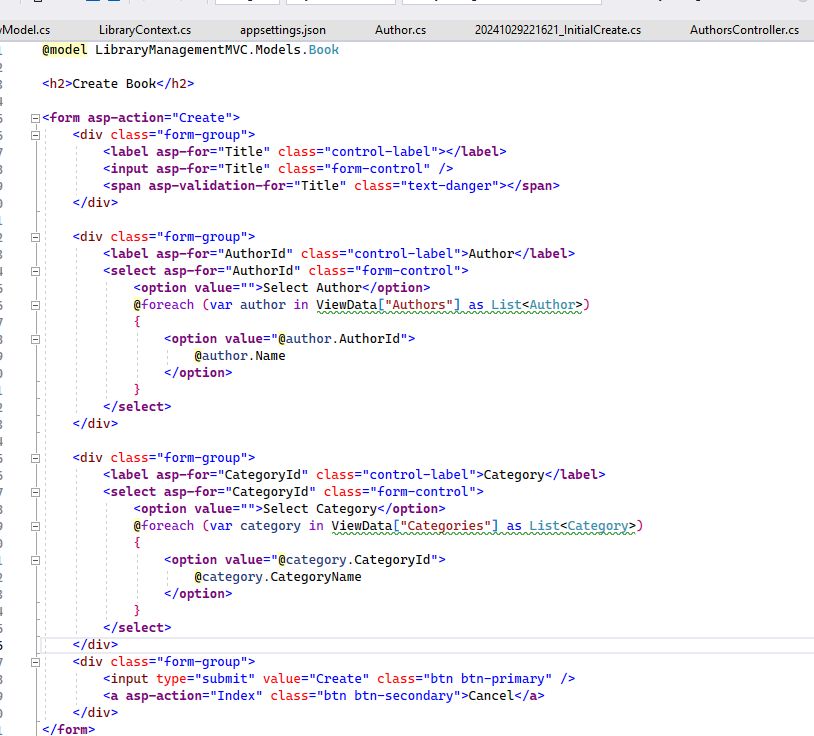 yModel.cs LibraryContext.cs appsettings.json Author.cs 20241029221621_InitialCreate.cs AuthorsController.cs
@model LibraryManagementMVC.Models.Book
<h2>Create Book</h2>
<form asp-action="Create">
<div class="form-group">
<label asp-for="Title" class="control-label"></label>
<input asp-for="Title" class="form-control" />
<span asp-validation-for="Title" class="text-danger"></span>
</div>
<div class="form-group">
<label asp-for="AuthorId" class="control-label">Author</label>
<select asp-for="AuthorId" class="form-control">
<option value="">Select Author</option>
@foreach (var author in ViewData["Authors"] as List<Author>)
{
<option value="@author.AuthorId">
@author.Name
</option>
}
</select>
</div>
<div class="form-group">
<label asp-for="CategoryId" class="control-label">Category</label>
<select asp-for="CategoryId" class="form-control">
<option value="">Select Category</option>
@foreach (var category in ViewData["Categories"] as List<Category>)
{
<option value="@category.CategoryId">
@category.CategoryName
</option>
}
</select>
</div>
<div class="form-group">
<input type="submit" value="Create" class="btn btn-primary" />
<a asp-action="Index" class="btn btn-secondary">Cancel</a>
</div>
</form>